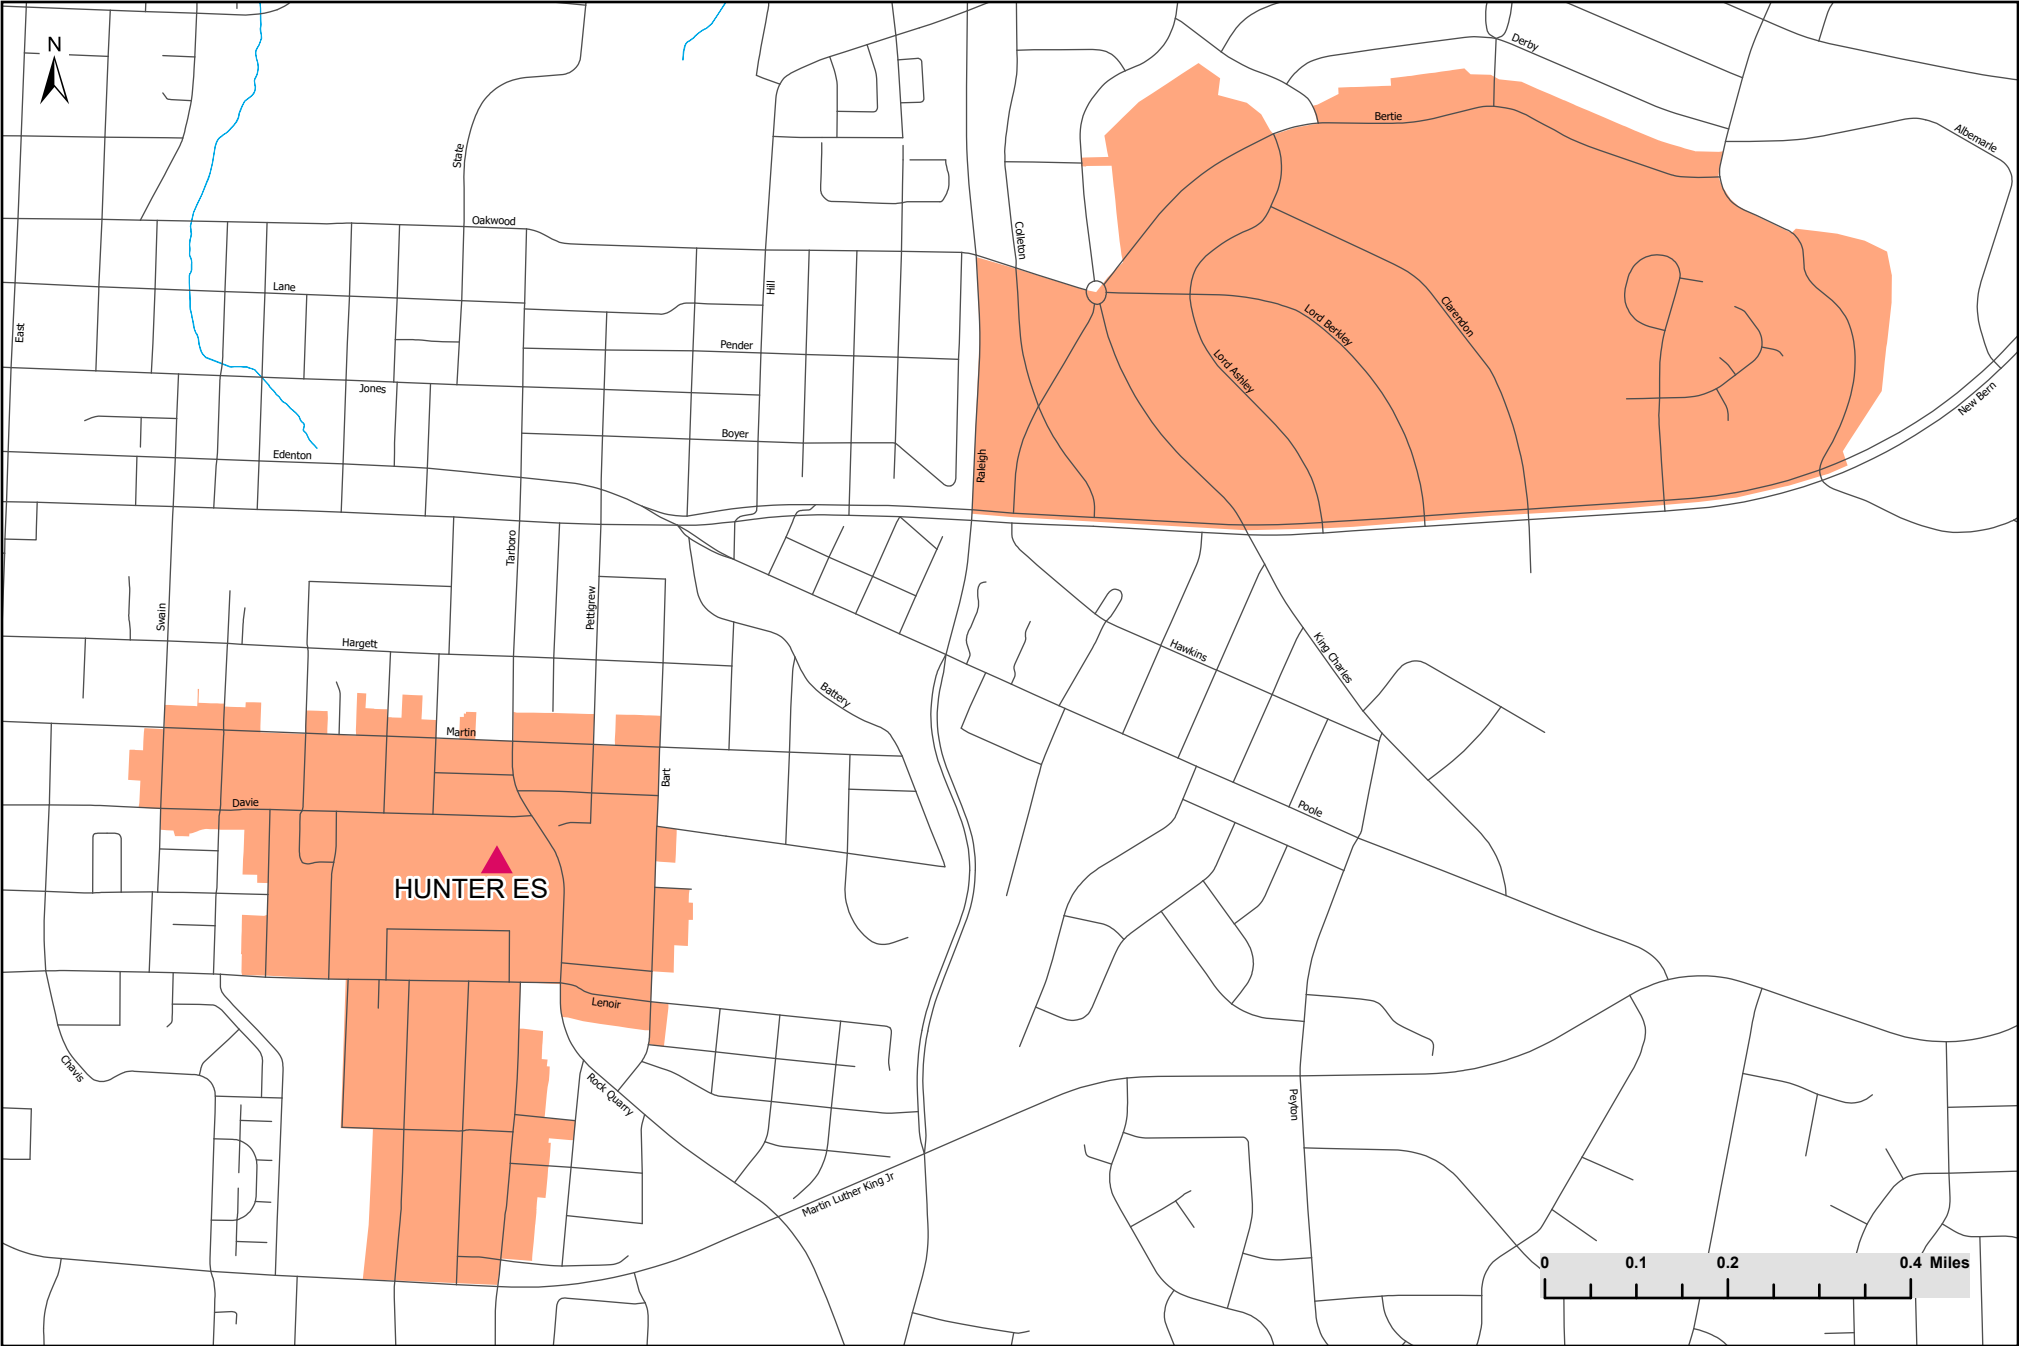 N
Derby
Bertie
Albemarle
State
Oakwood
Colleton
Lane
Hill
East
Lord Berkley
Clarendon
Pender
Lord Ashley
Jones
New Bern
Boyer
Edenton
Raleigh
Tarboro
Pettigrew
Swain
Hargett
Hawkins
King Charles
Battery
Martin
Bart
Davie
Poole
HUNTER ES
Lenoir
Chavis
Rock Quarry
Peyton
Martin Luther King Jr
0 0.1 0.2 0.4 Miles